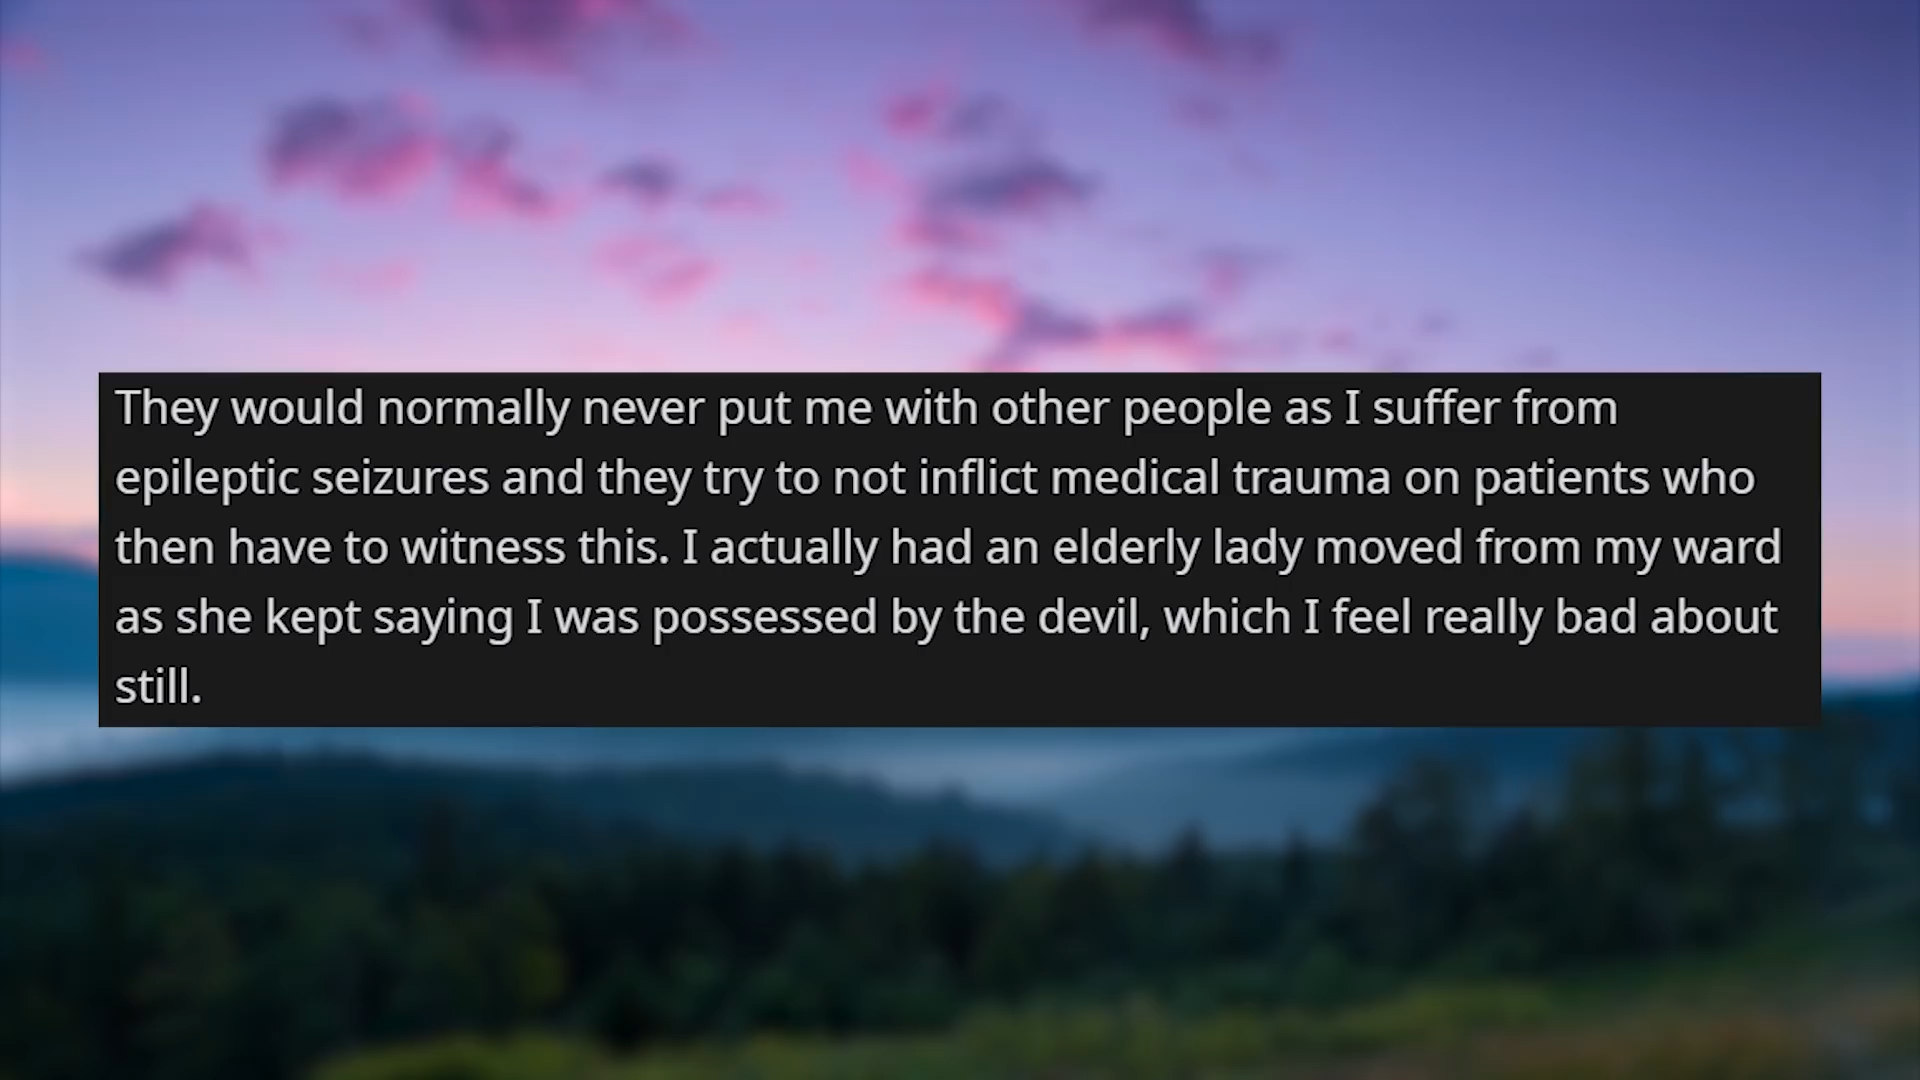 They would normally never put me with other people as I suffer from
epileptic seizures and they try to not inflict medical trauma on patients who
then have to witness this. I actually had an elderly lady moved from my ward
as she kept saying I was possessed by the devil, which I feel really bad about
still.